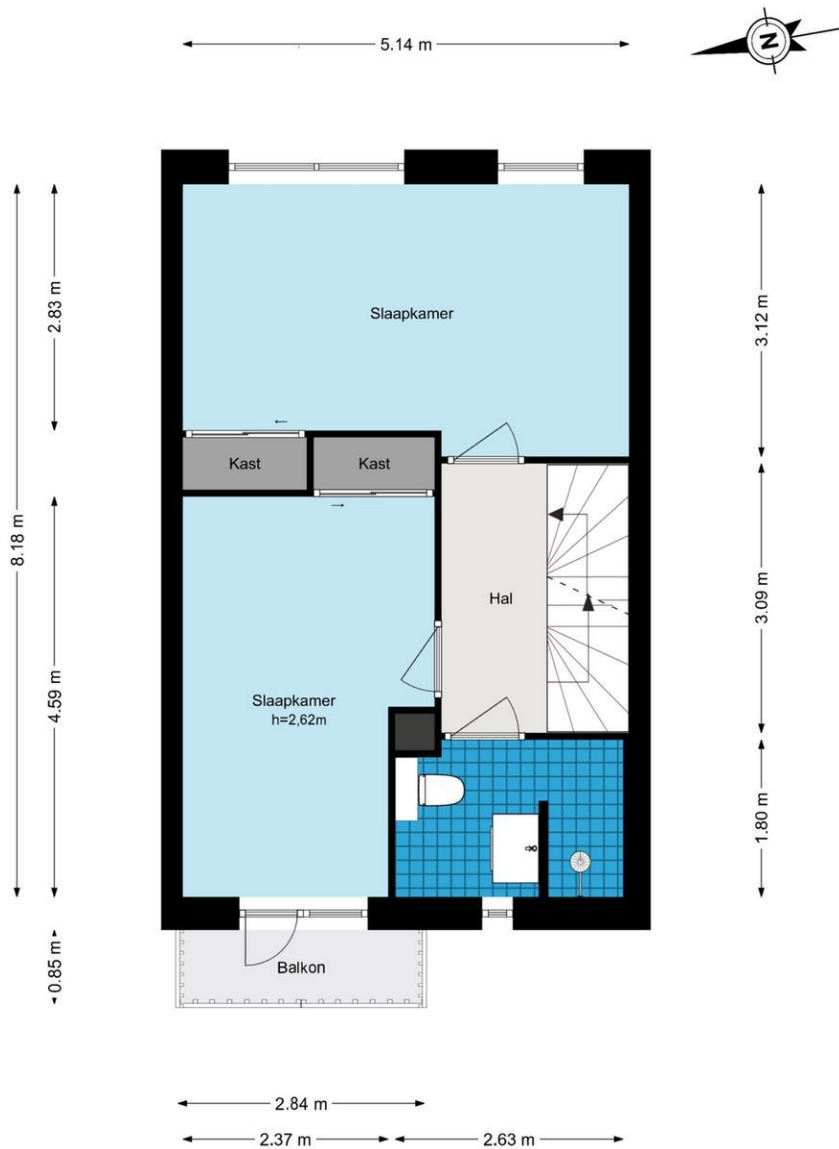 5.14 m
N
Slaapkamer
2.83 m
3.12 m
Kast
Kast
8.18 m
Hal
3.09 m
4.59 m
Slaapkamer
h=2,62m
1.80 m
Balkon
0.85 m
2.84 m
2.37 m
2.63 m